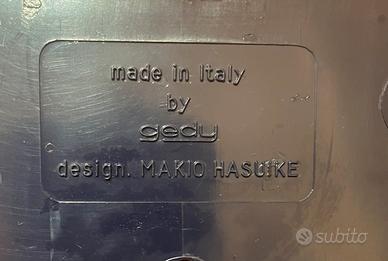 made in Italy
by
gedy
design. MAKIO HASUIKE
subito